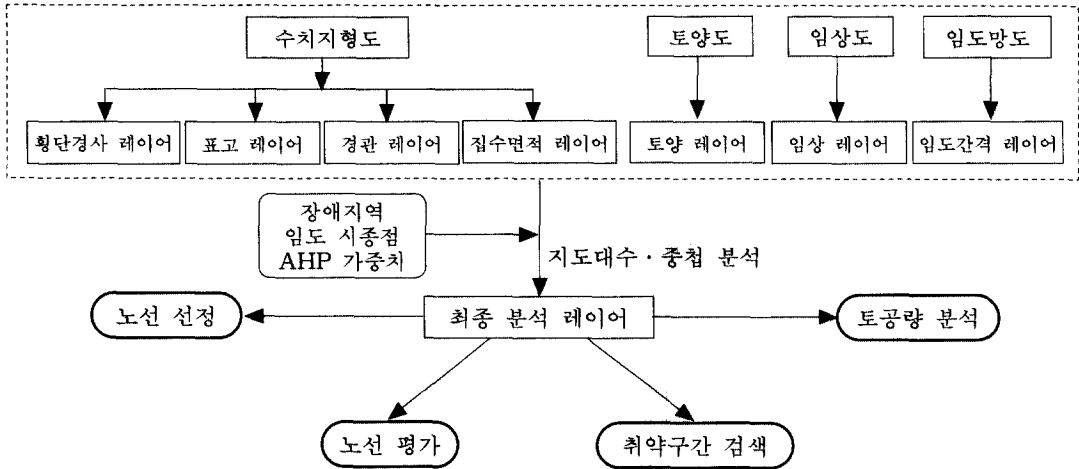 수치지형도
토양도
임상도
임도망도
횡단경사 레이어
표고 레이어
경관 레이어
집수면적 레이어
토양 레이어
임상 레이어
임도간격 레이어
장애지역
임도 시종점
AHP 가중치
지도대수 · 중첩 분석
노선 선정
최종 분석 레이어
토공량 분석
노선 평가
취약구간 검색